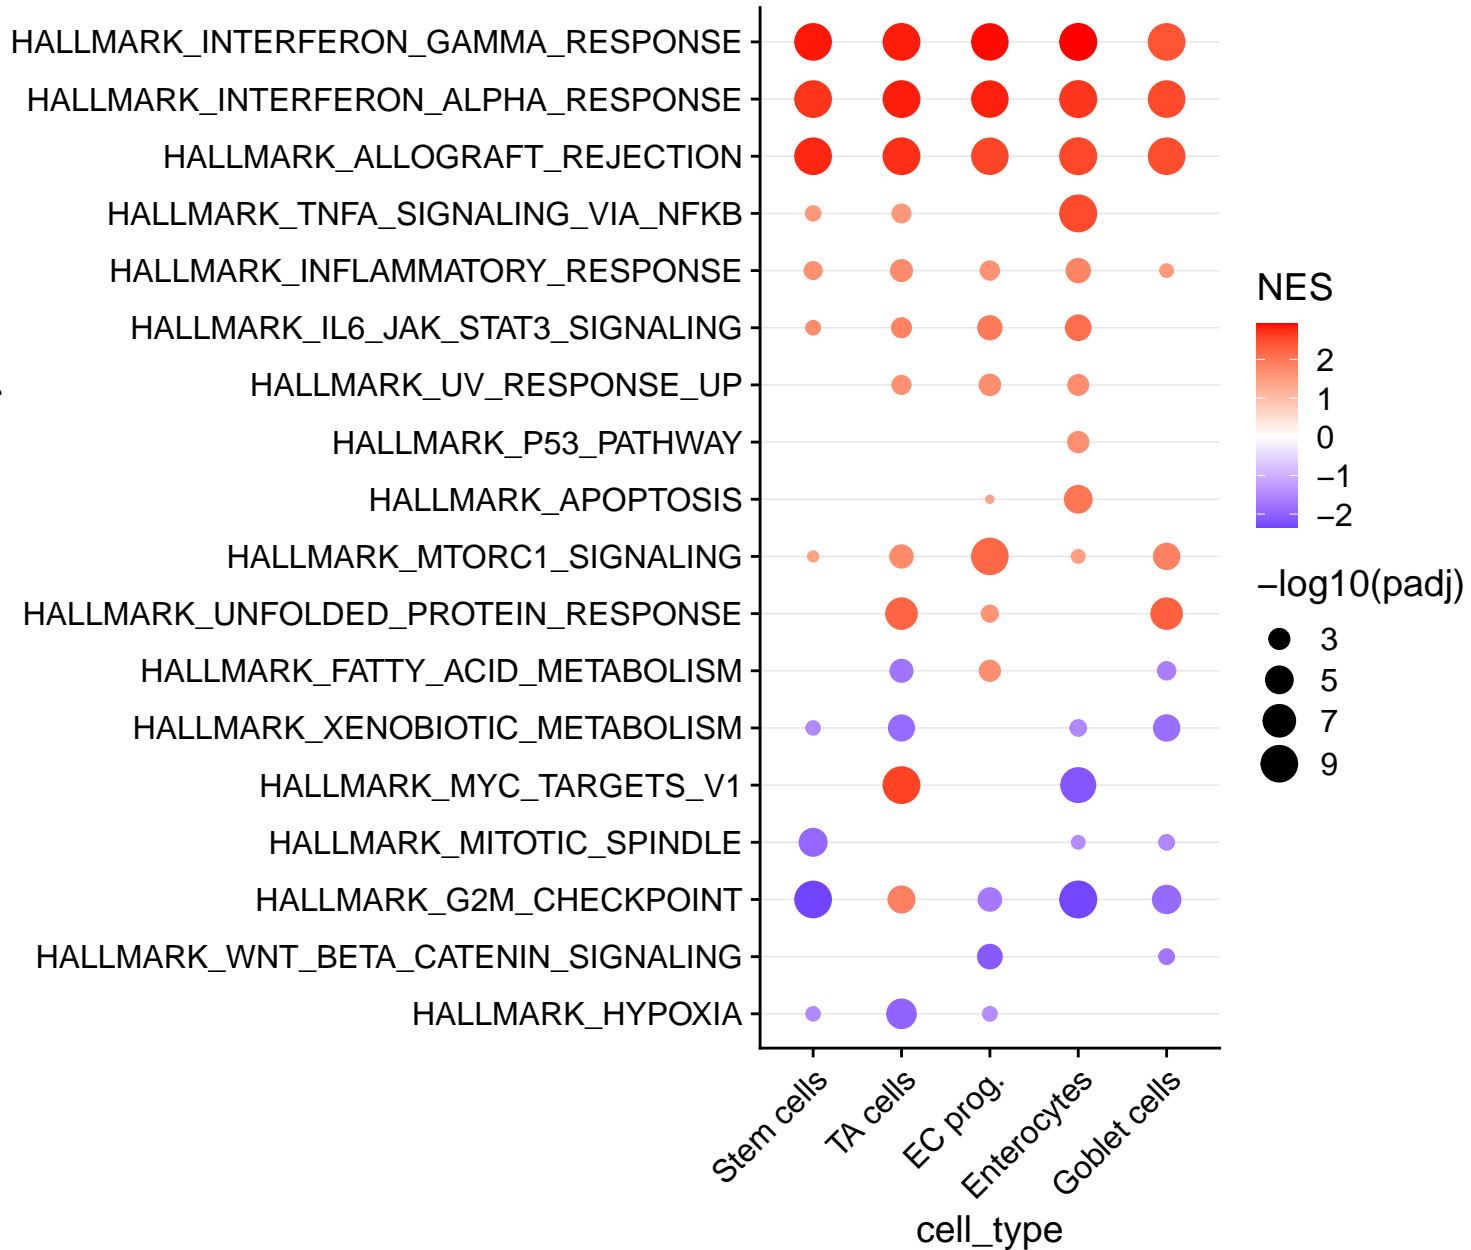 HALLMARK_INTERFERON_GAMMA_RESPONSE
HALLMARK_INTERFERON_ALPHA_RESPONSE
HALLMARK_ALLOGRAFT_REJECTION
HALLMARK_TNFA_SIGNALING_VIA_NFKB
HALLMARK_INFLAMMATORY_RESPONSE
HALLMARK_IL6_JAK_STAT3_SIGNALING
HALLMARK_UV_RESPONSE_UP
HALLMARK_P53_PATHWAY
HALLMARK_APOPTOSIS
HALLMARK_MTORC1_SIGNALING
HALLMARK_UNFOLDED_PROTEIN_RESPONSE
HALLMARK_FATTY_ACID_METABOLISM
HALLMARK_XENOBIOTIC_METABOLISM
HALLMARK_MYC_TARGETS_V1
HALLMARK_MITOTIC_SPINDLE
HALLMARK_G2M_CHECKPOINT
HALLMARK_WNT_BETA_CATENIN_SIGNALING
HALLMARK_HYPOXIA
Stem cells
TA cells
EC prog.
Enterocytes
Goblet cells
cell_type
NES
2
1
0
−1
−2
−log10(padj)
3
5
7
9